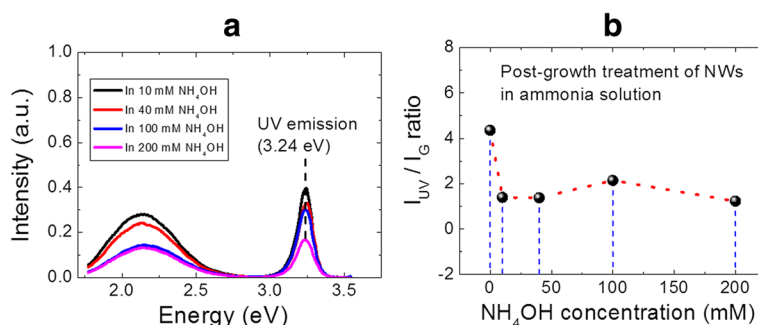 a
Intensity (a.u.)
1.0
0.8
0.6
0.4
0.2
0.0
In 10 mM NH₄OH
In 40 mM NH₄OH
In 100 mM NH₄OH
In 200 mM NH₄OH
UV emission
(3.24 eV)
2.0 2.5 3.0 3.5
Energy (eV)
b
I_UV / I_G ratio
8
6
4
2
0
-2
Post-growth treatment of NWs
in ammonia solution
0 50 100 150 200
NH₄OH concentration (mM)